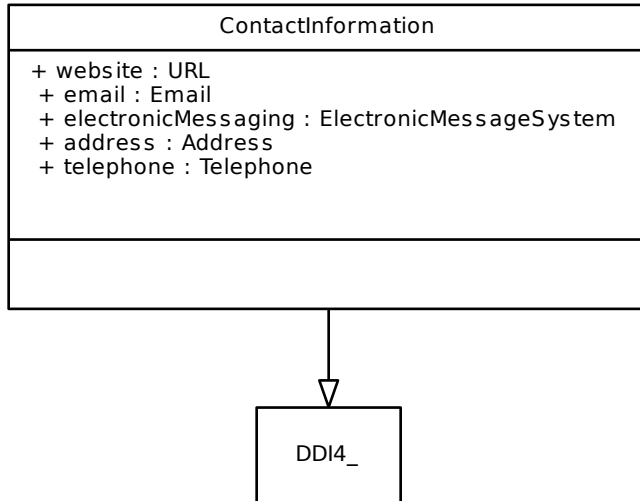 ContactInformation
+ website : URL
+ email : Email
+ electronicMessaging : ElectronicMessageSystem
+ address : Address
+ telephone : Telephone
DDI4_